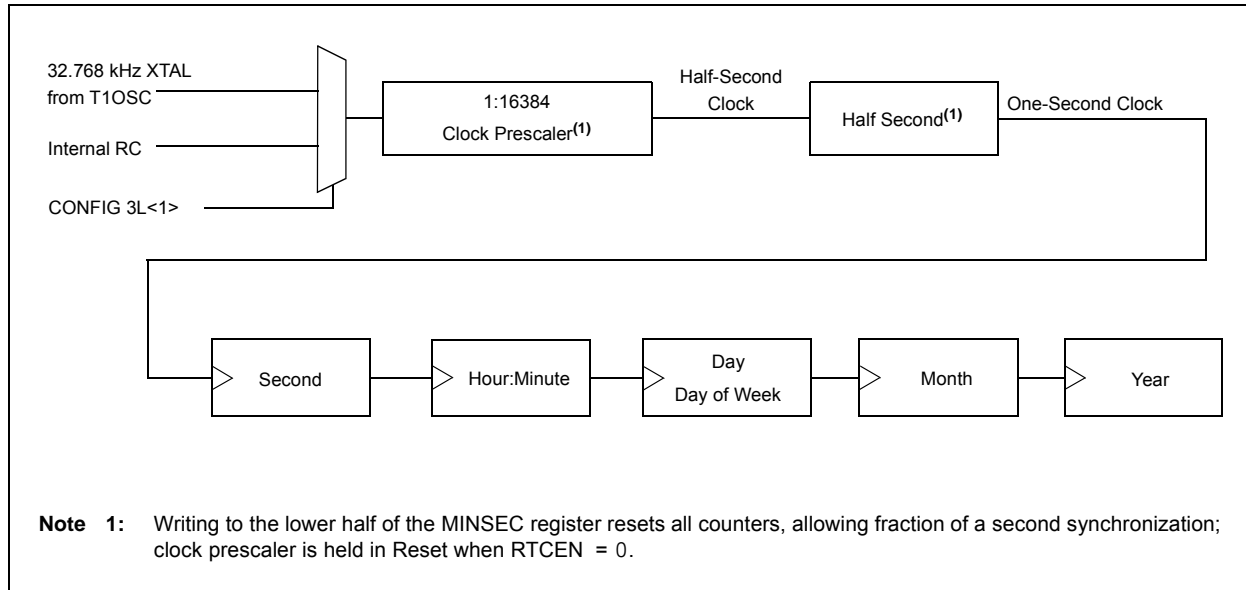 32.768 kHz XTAL
from T1OSC
Internal RC
CONFIG 3L<1>
1:16384
Clock Prescaler(1)
Half-Second
Clock
Half Second(1)
One-Second Clock
Second
Hour:Minute
Day
Day of Week
Month
Year
Note 1: Writing to the lower half of the MINSEC register resets all counters, allowing fraction of a second synchronization;
clock prescaler is held in Reset when RTCEN = 0.